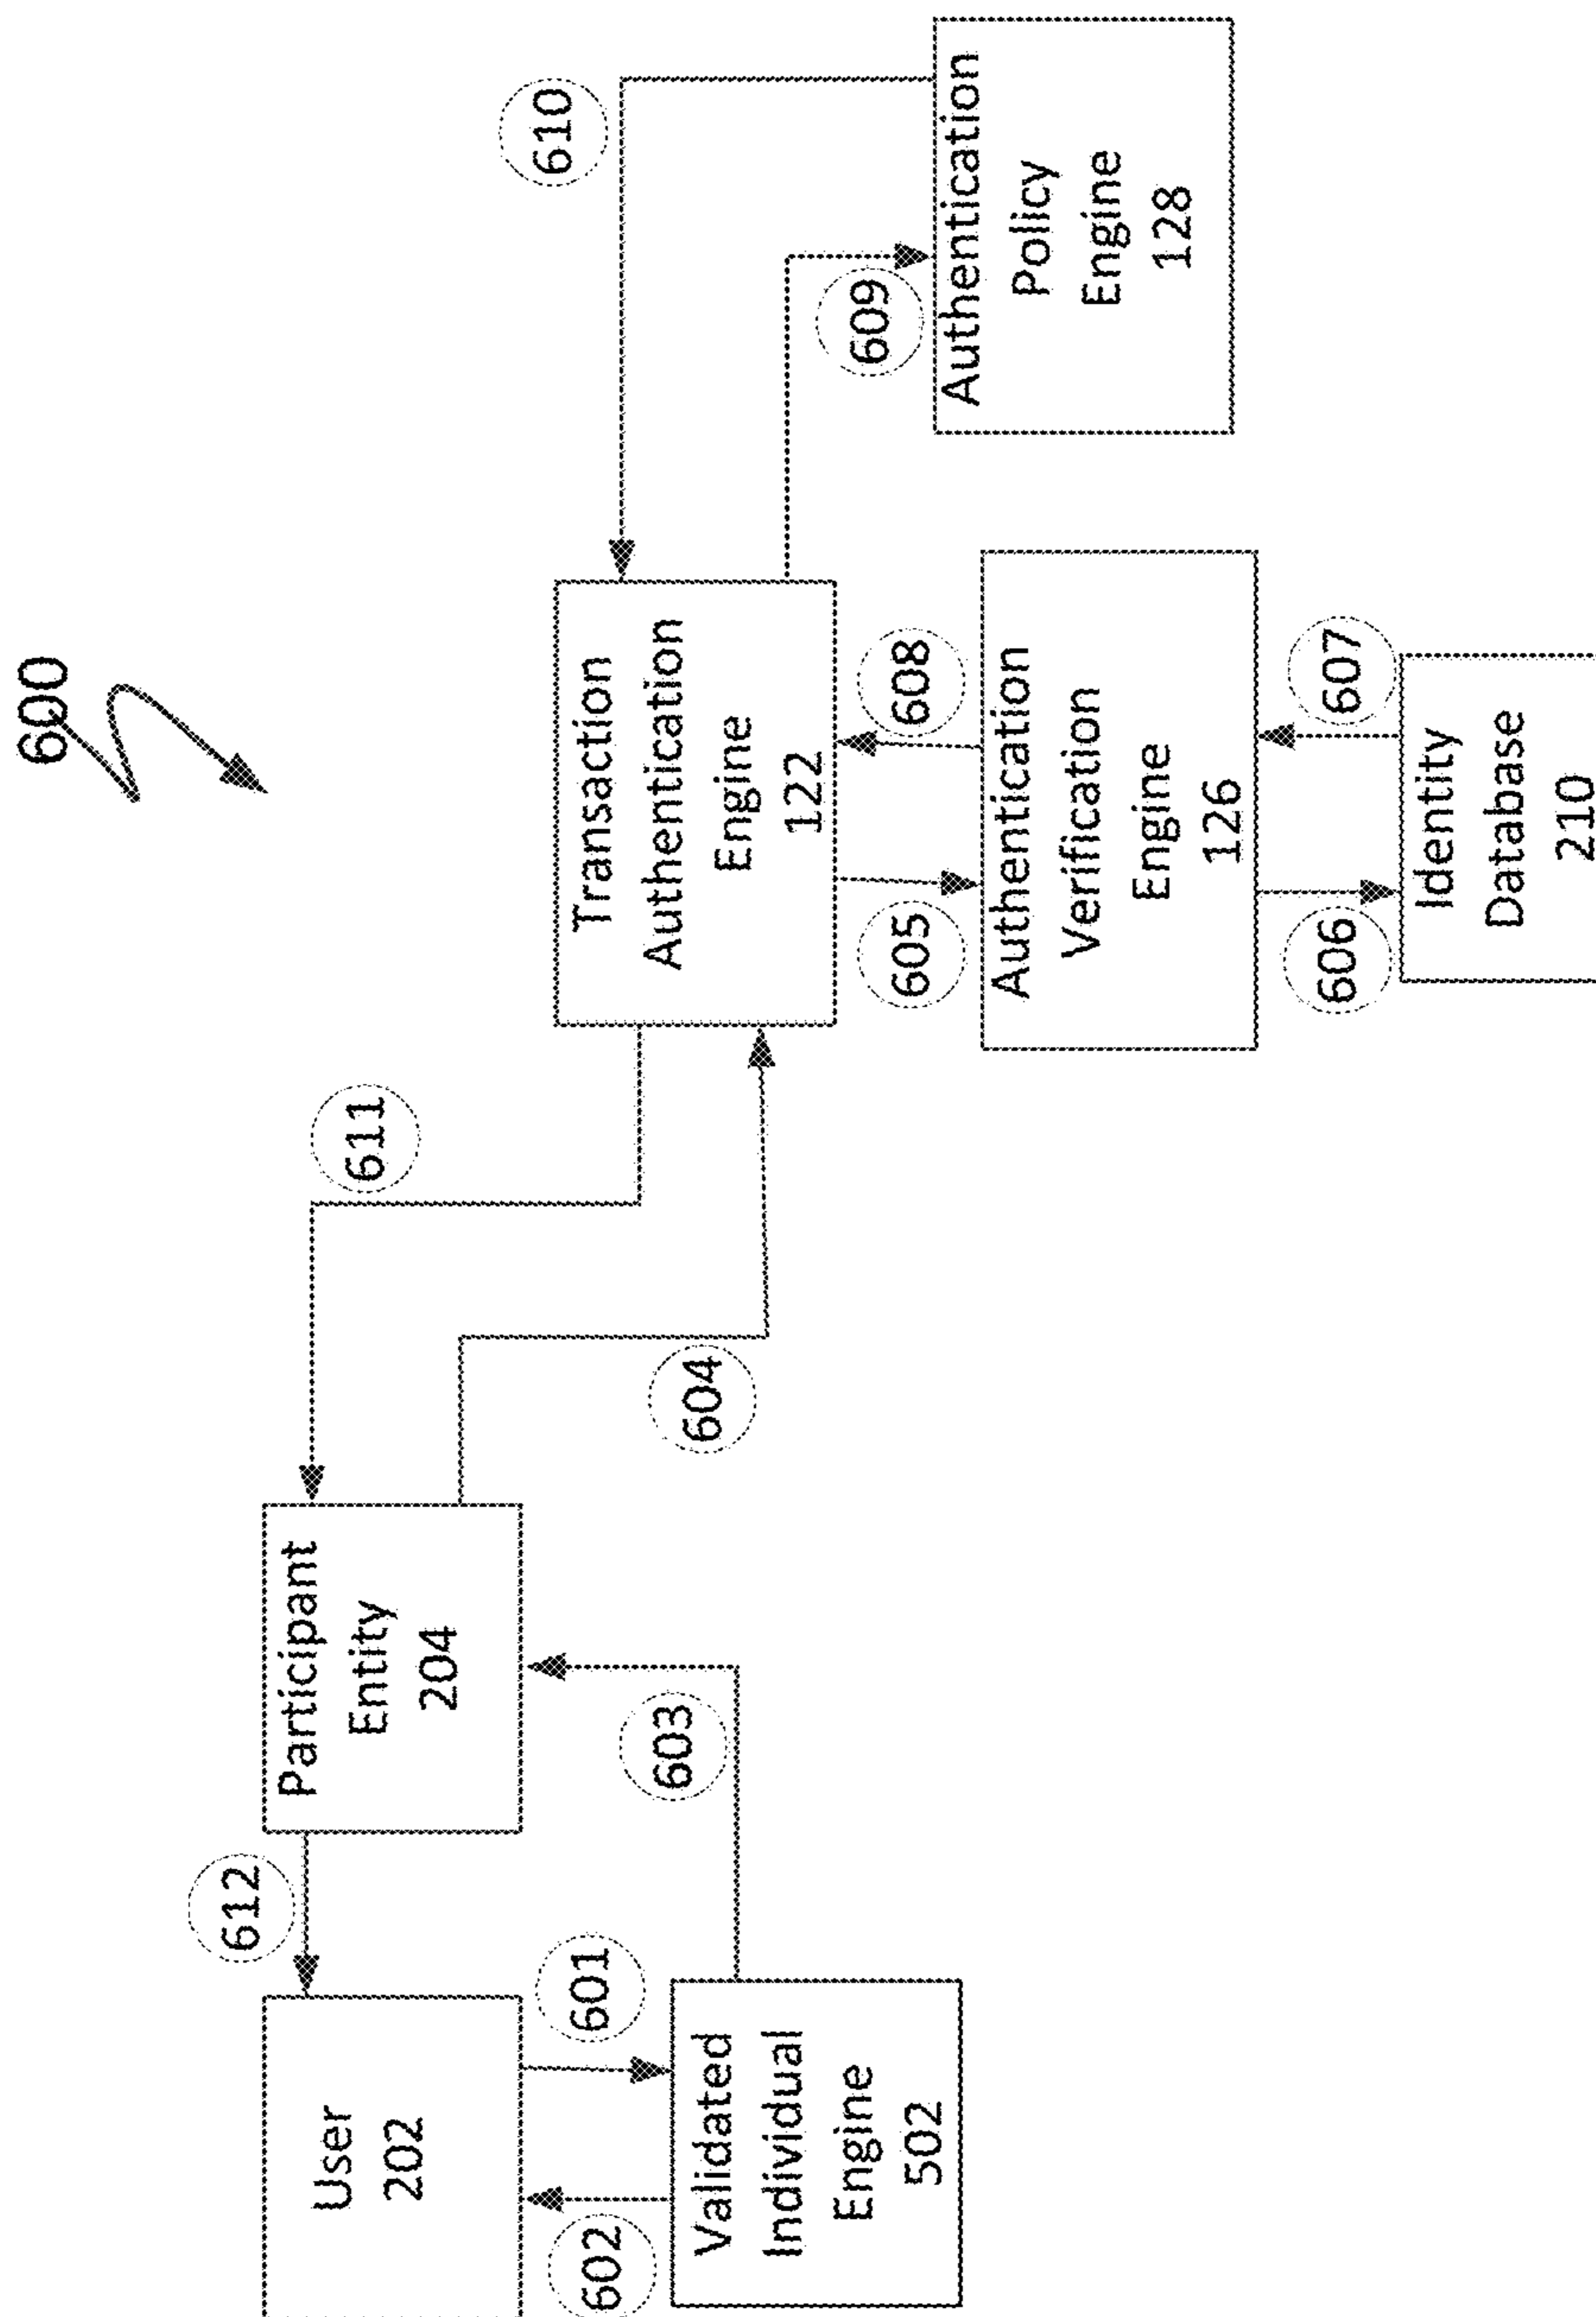 600
User
202
612
Participant
Entity
204
611
Transaction
Authentication
Engine
122
610
601
602
Validated
Individual
Engine
502
603
604
605
608
609
Authentication
Policy
Engine
128
Authentication
Verification
Engine
126
606
607
Identity
Database
210